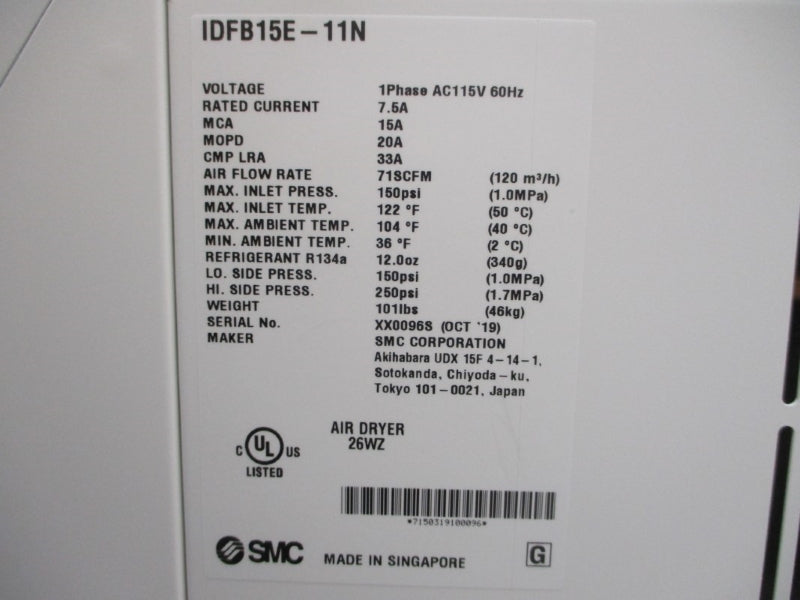 IDFB15E-11N
VOLTAGE 1Phase AC115V 60Hz
RATED CURRENT 7.5A
MCA 15A
MOPD 20A
CMP LRA 33A
AIR FLOW RATE 71SCFM (120 m³/h)
MAX. INLET PRESS. 150psi (1.0MPa)
MAX. INLET TEMP. 122 °F (50 °C)
MAX. AMBIENT TEMP. 104 °F (40 °C)
MIN. AMBIENT TEMP. 36 °F (2 °C)
REFRIGERANT R134a 12.0oz (340g)
LO. SIDE PRESS. 150psi (1.0MPa)
HI. SIDE PRESS. 250psi (1.7MPa)
WEIGHT 101lbs (46kg)
SERIAL No. XX0096S (OCT '19)
MAKER SMC CORPORATION
Akihabara UDX 15F 4-14-1,
Sotokanda, Chiyoda-ku,
Tokyo 101-0021, Japan
AIR DRYER
26WZ
C UL US
LISTED
*7150319100096*
SMC MADE IN SINGAPORE G